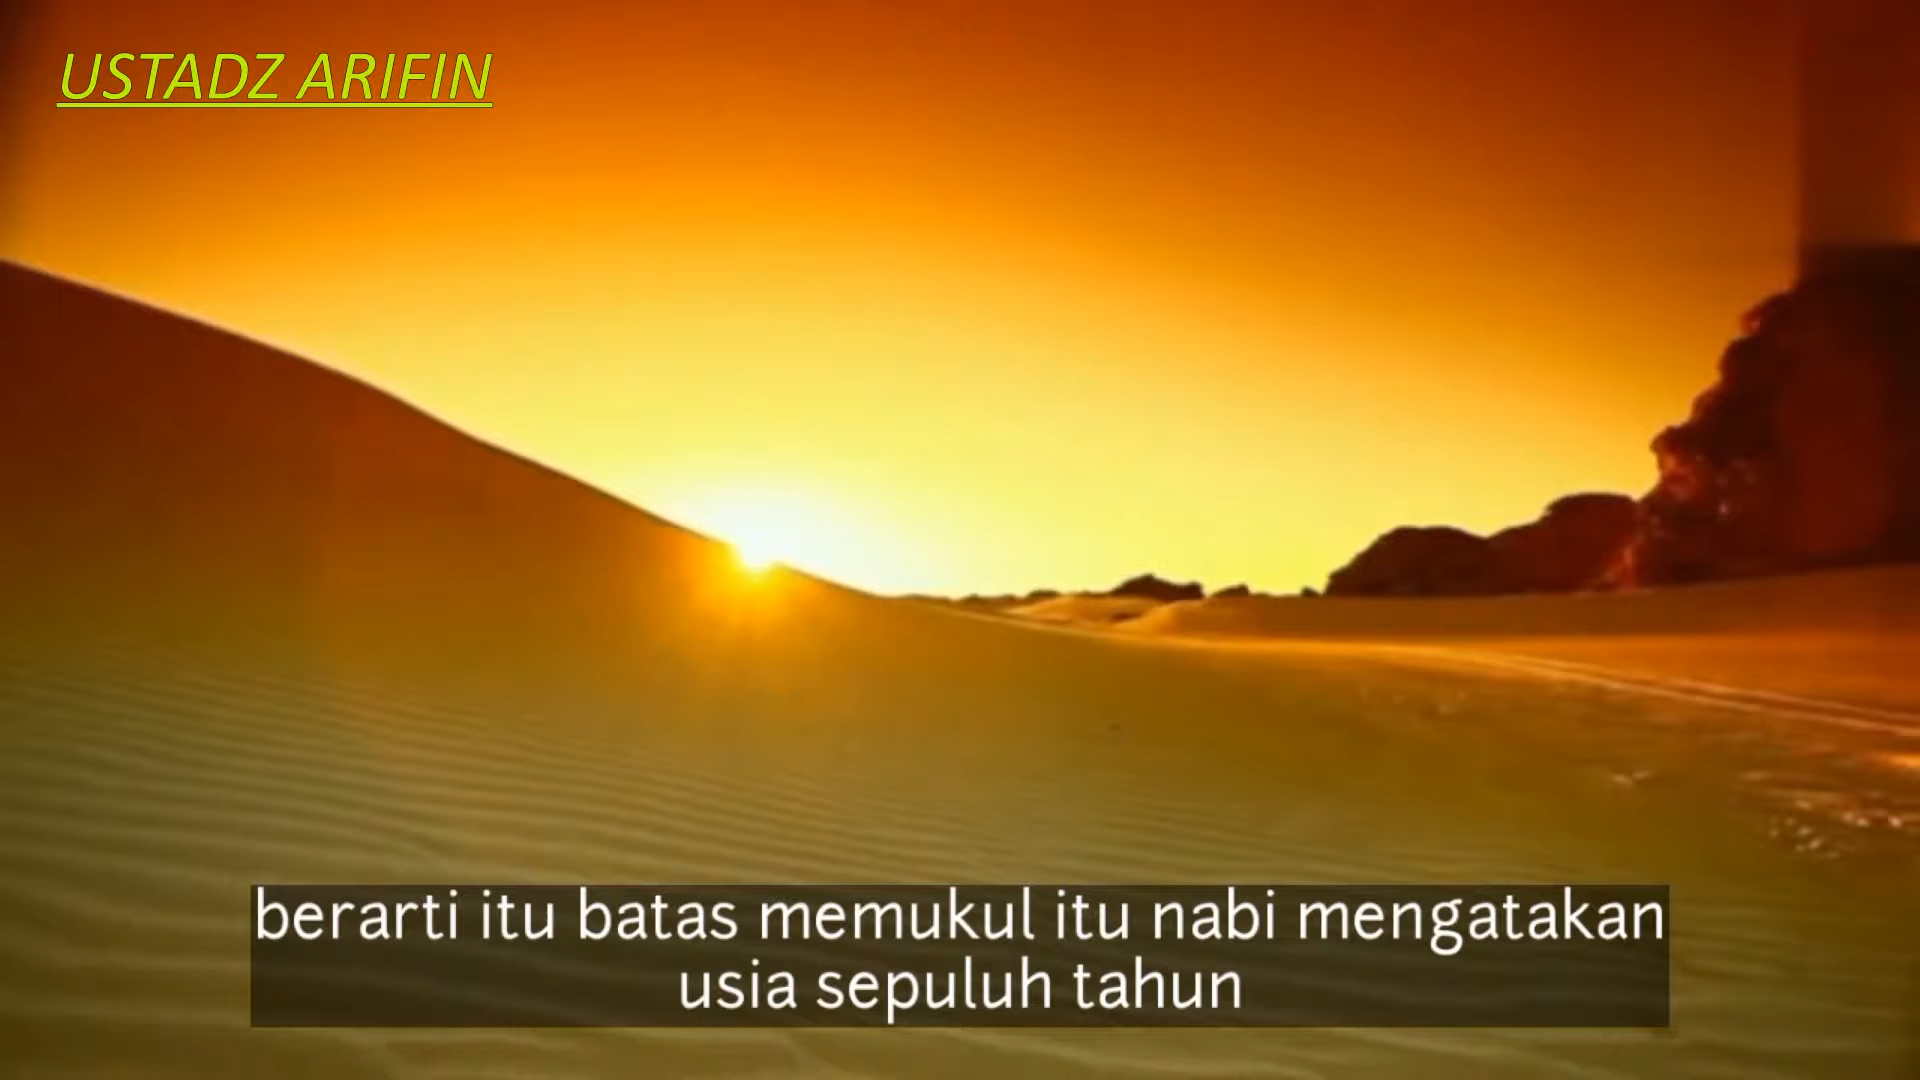 USTADZ ARIFIN
berarti itu batas memukul itu nabi mengatakan
usia sepuluh tahun